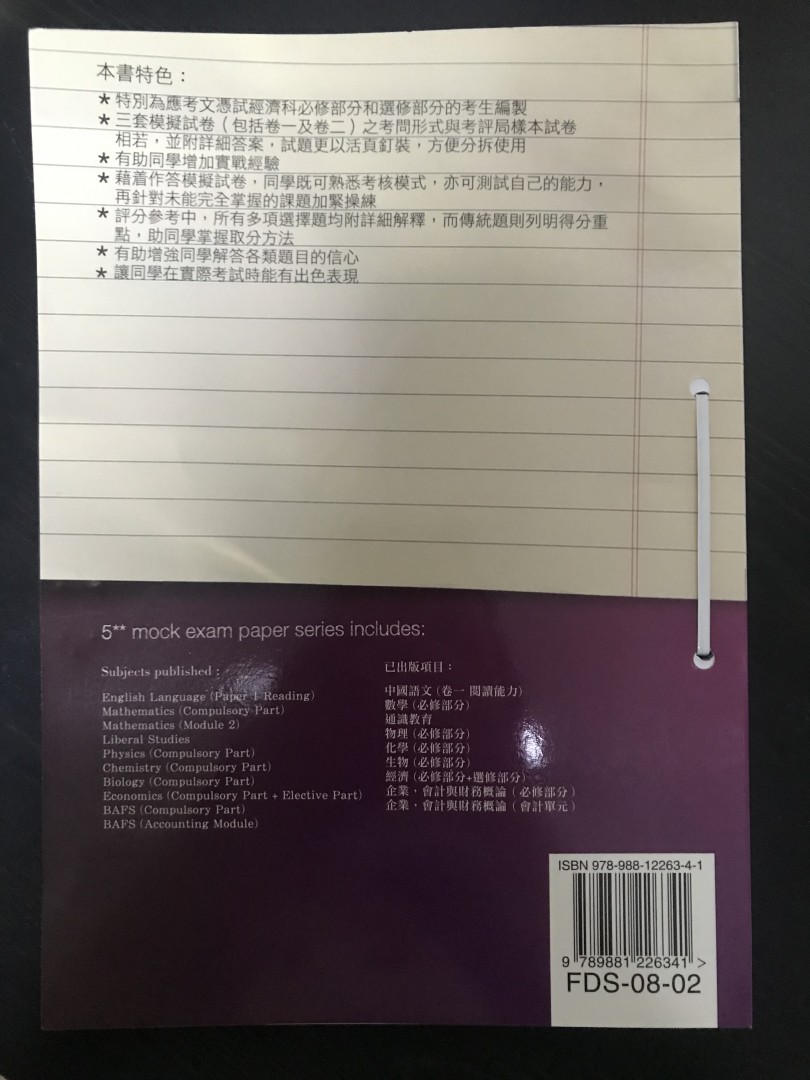 本書特色：
* 特別為應考文憑試經濟科必修部分和選修部分的考生編製
* 三套模擬試卷（包括卷一及卷二）之考問形式與考評局樣本試卷
相若，並附詳細答案，試題更以活頁釘裝，方便分拆使用
* 有助同學增加實戰經驗
* 藉着作答模擬試卷，同學既可熟悉考核模式，亦可測試自己的能力，
再針對未能完全掌握的課題加緊操練
* 評分參考中，所有多項選擇題均附詳細解釋，而傳統題則列明得分重
點，助同學掌握取分方法
* 有助增強同學解答各類題目的信心
* 讓同學在實際考試時能有出色表現
5** mock exam paper series includes:
Subjects published :
English Language (Paper 1 Reading)
Mathematics (Compulsory Part)
Mathematics (Module 2)
Liberal Studies
Physics (Compulsory Part)
Chemistry (Compulsory Part)
Biology (Compulsory Part)
Economics (Compulsory Part + Elective Part)
BAFS (Compulsory Part)
BAFS (Accounting Module)
已出版項目：
中國語文（卷一 閱讀能力）
數學（必修部分）
通識教育
物理（必修部分）
化學（必修部分）
生物（必修部分）
經濟（必修部分+選修部分）
企業，會計與財務概論（必修部分）
企業，會計與財務概論（會計單元）
ISBN 978-988-12263-4-1
9 789881 226341 >
FDS-08-02